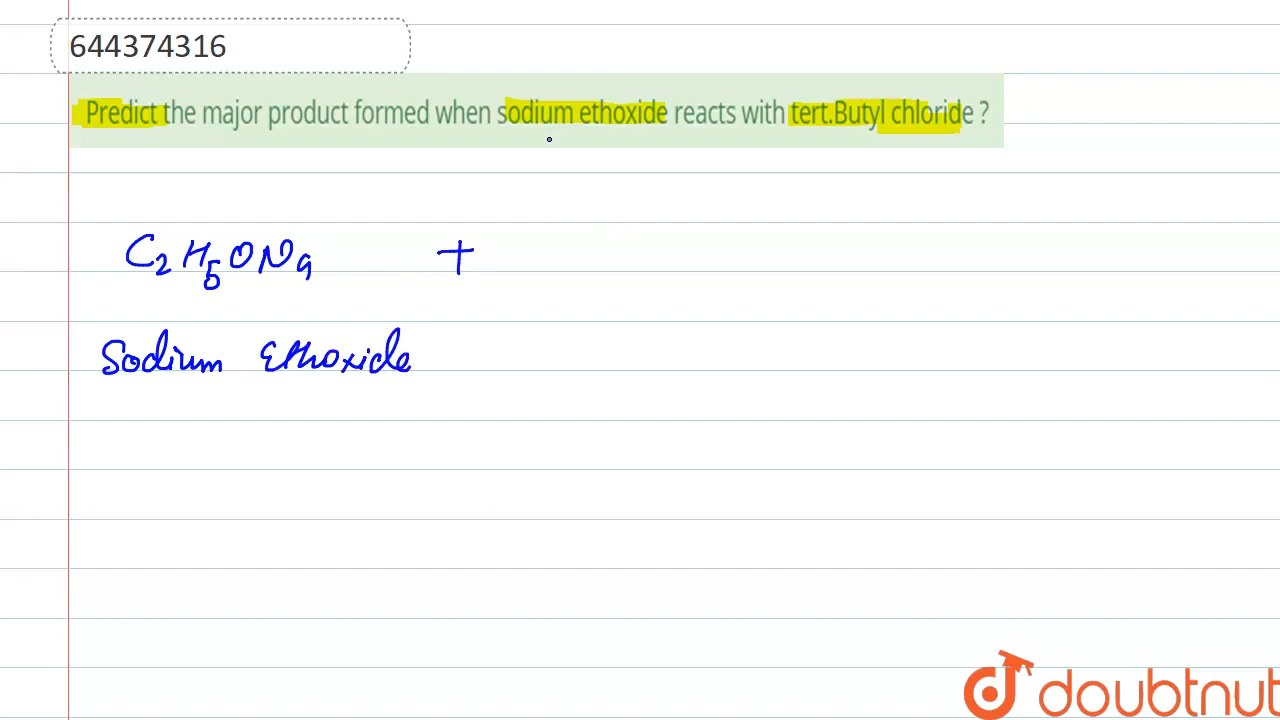 644374316
Predict the major product formed when sodium ethoxide reacts with tert.Butyl chloride ?
C2H5ONa +
Sodium Ethoxide
doubtnut